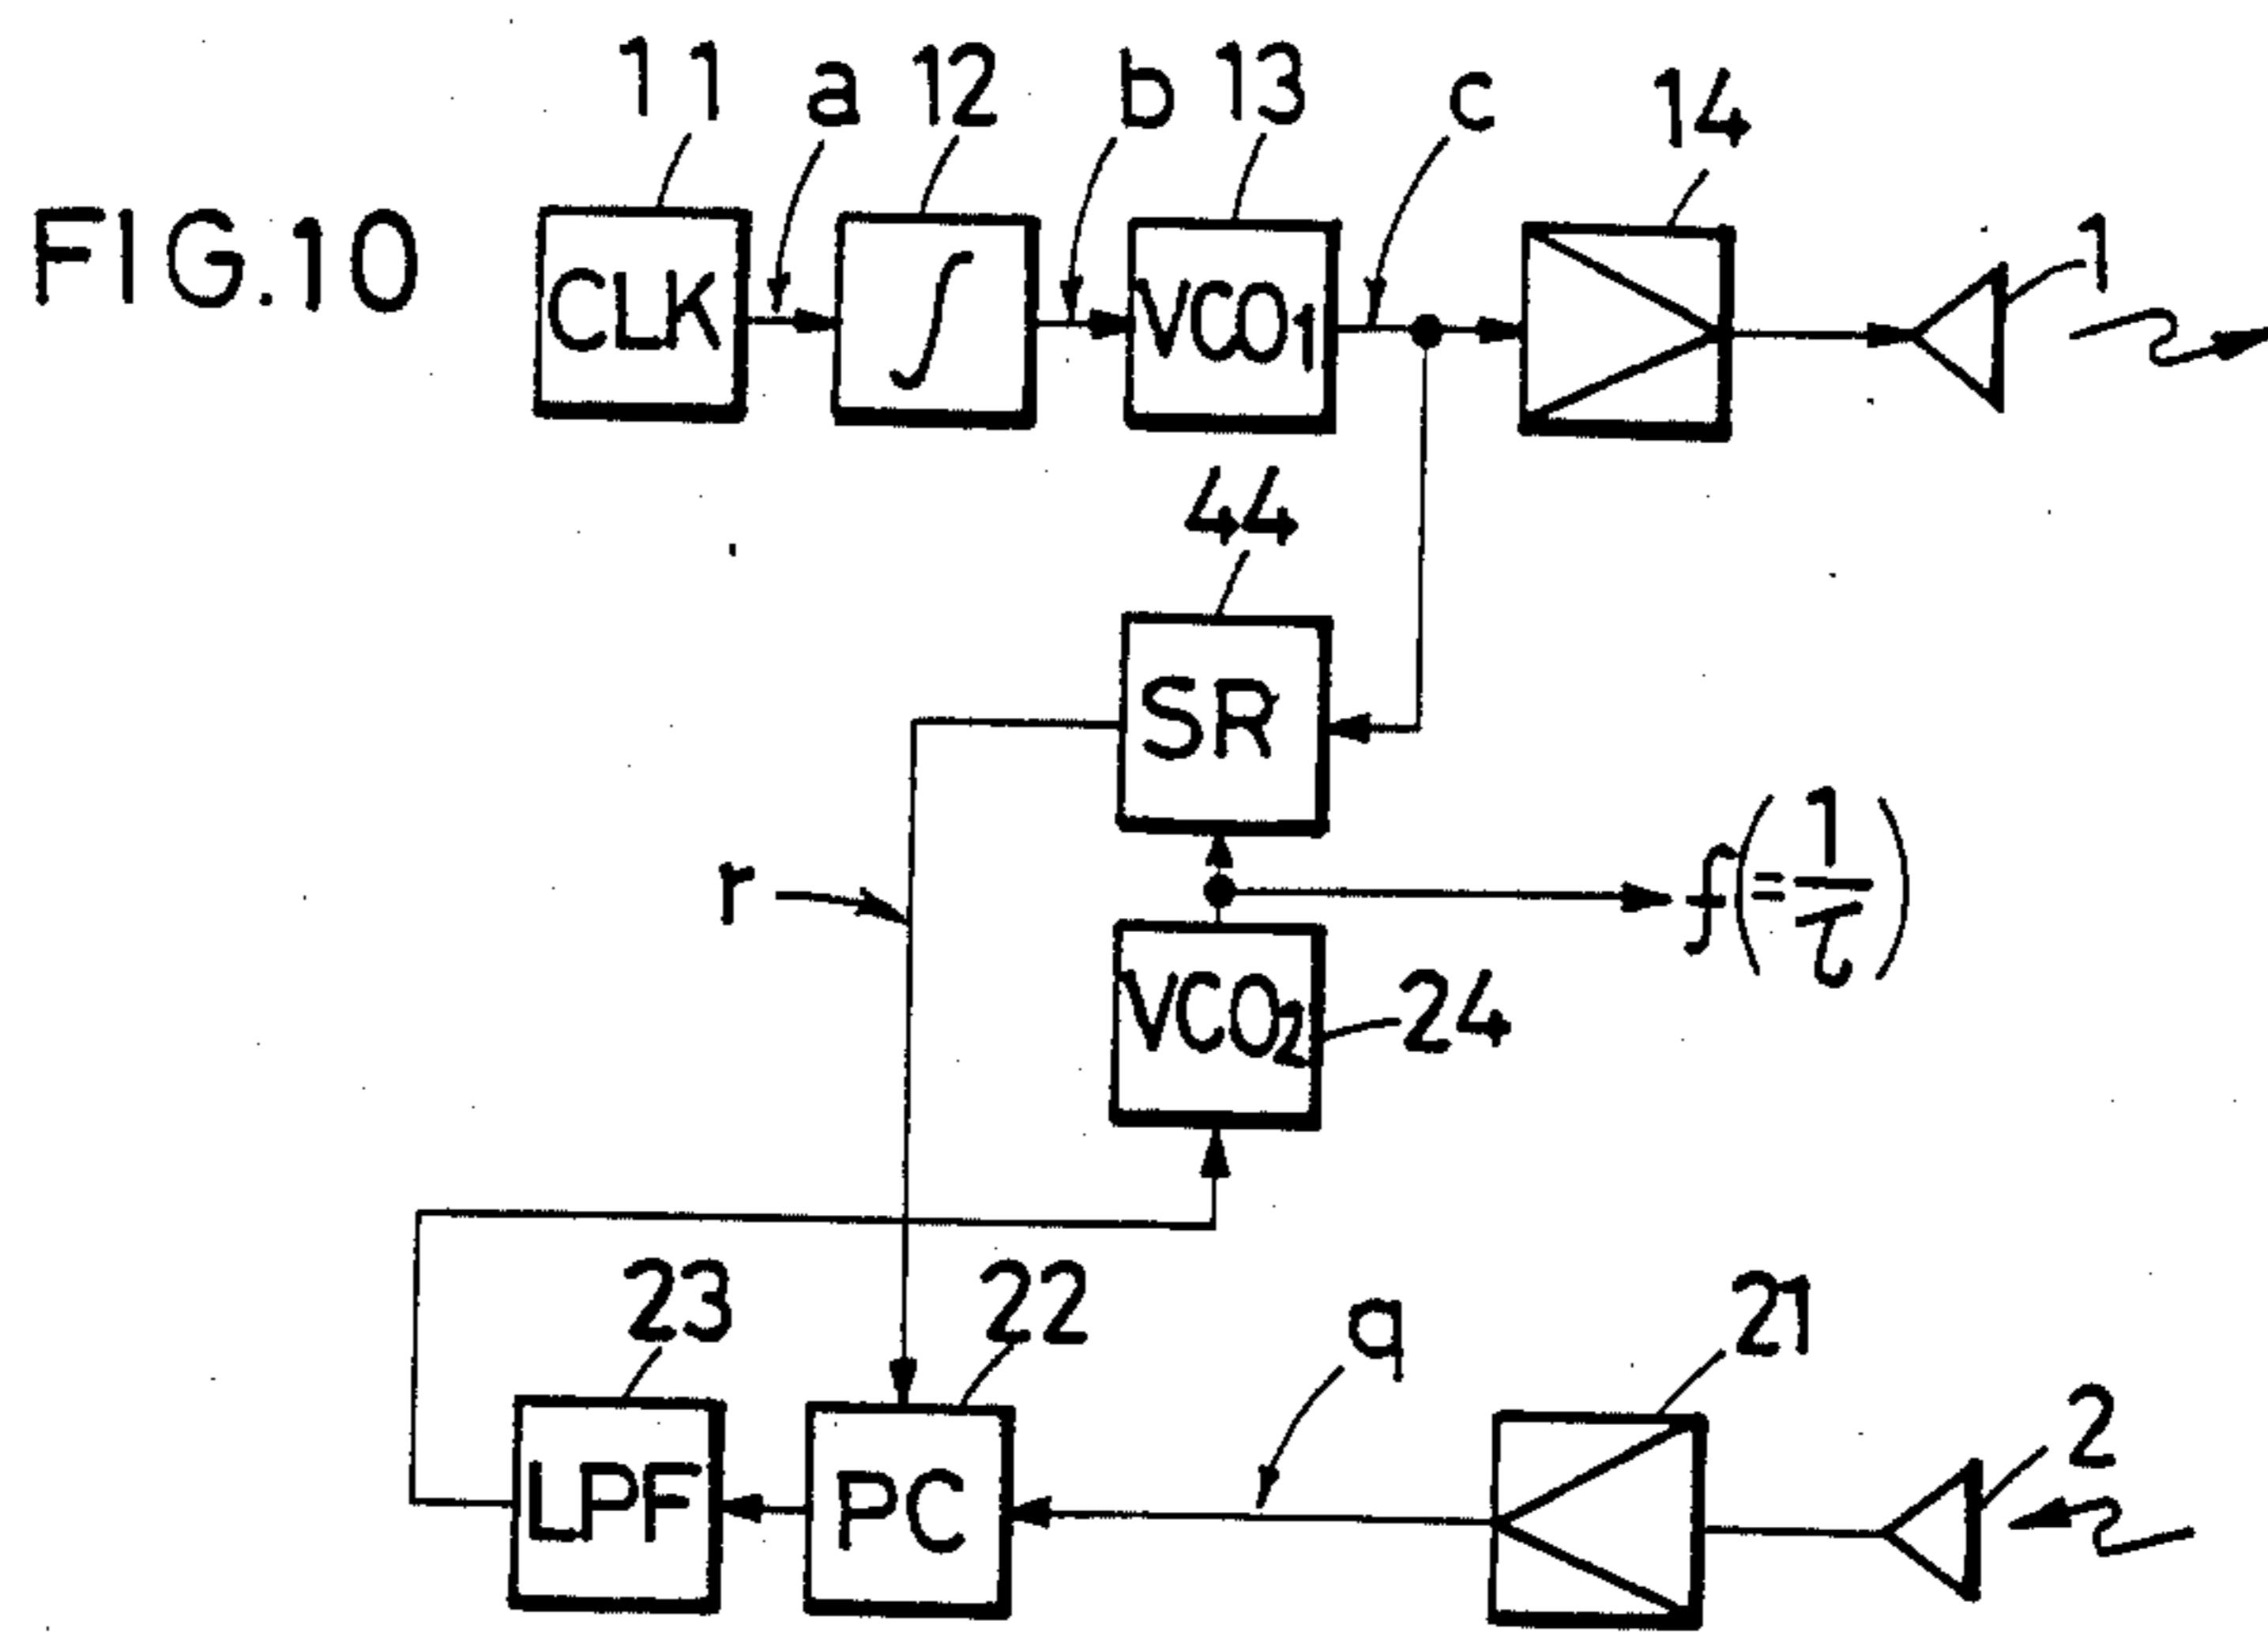 11 a 12 b 13 c 14
FIG.10 CLK ∫ VCO1 1
44
SR
r f(=1/τ)
VCO2 24
23 22 q 21 2
LPF PC